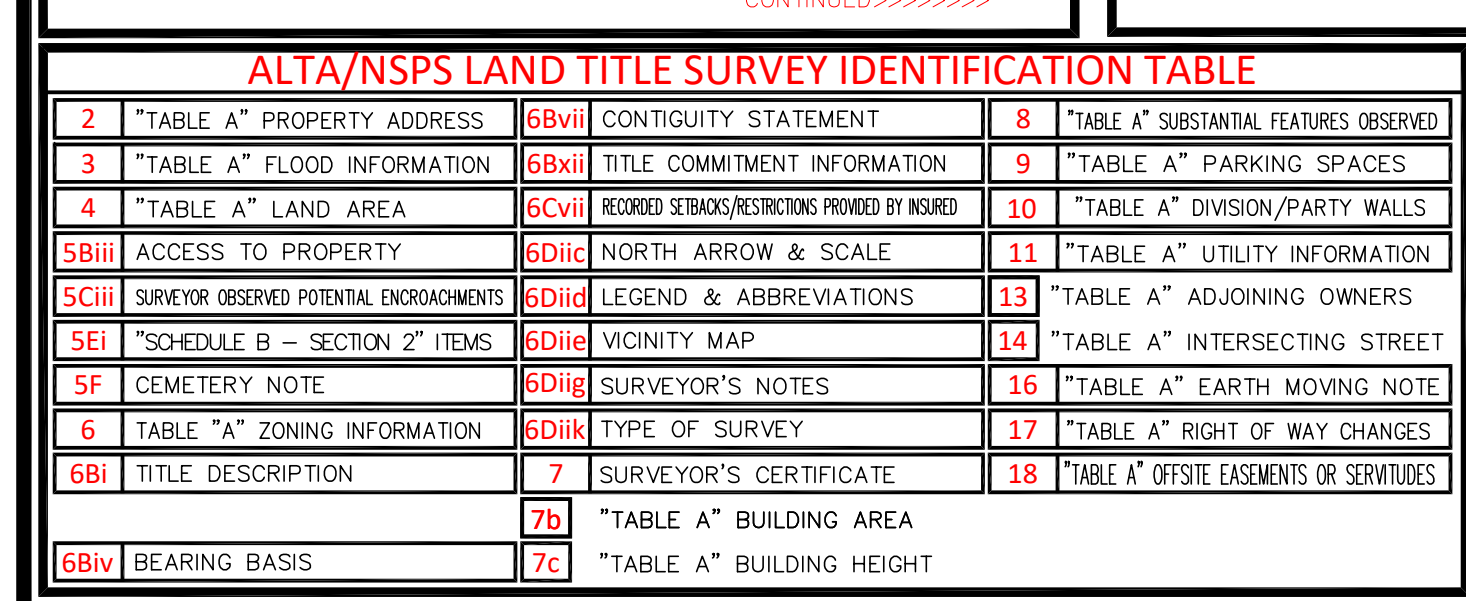 CONTINUED>>>>>>>>
ALTA/NSPS LAND TITLE SURVEY IDENTIFICATION TABLE
2 "TABLE A" PROPERTY ADDRESS 6Bvii CONTIGUITY STATEMENT 8 "TABLE A" SUBSTANTIAL FEATURES OBSERVED
3 "TABLE A" FLOOD INFORMATION 6Bxii TITLE COMMITMENT INFORMATION 9 "TABLE A" PARKING SPACES
4 "TABLE A" LAND AREA 6Cvii RECORDED SETBACKS/RESTRICTIONS PROVIDED BY INSURED 10 "TABLE A" DIVISION/PARTY WALLS
5Biii ACCESS TO PROPERTY 6Diic NORTH ARROW & SCALE 11 "TABLE A" UTILITY INFORMATION
5Ciii SURVEYOR OBSERVED POTENTIAL ENCROACHMENTS 6Diid LEGEND & ABBREVIATIONS 13 "TABLE A" ADJOINING OWNERS
5Ei "SCHEDULE B – SECTION 2" ITEMS 6Diie VICINITY MAP 14 "TABLE A" INTERSECTING STREET
5F CEMETERY NOTE 6Diig SURVEYOR'S NOTES 16 "TABLE A" EARTH MOVING NOTE
6 TABLE "A" ZONING INFORMATION 6Diik TYPE OF SURVEY 17 "TABLE A" RIGHT OF WAY CHANGES
6Bi TITLE DESCRIPTION 7 SURVEYOR'S CERTIFICATE 18 "TABLE A" OFFSITE EASEMENTS OR SERVITUDES
7b "TABLE A" BUILDING AREA
6Biv BEARING BASIS 7c "TABLE A" BUILDING HEIGHT